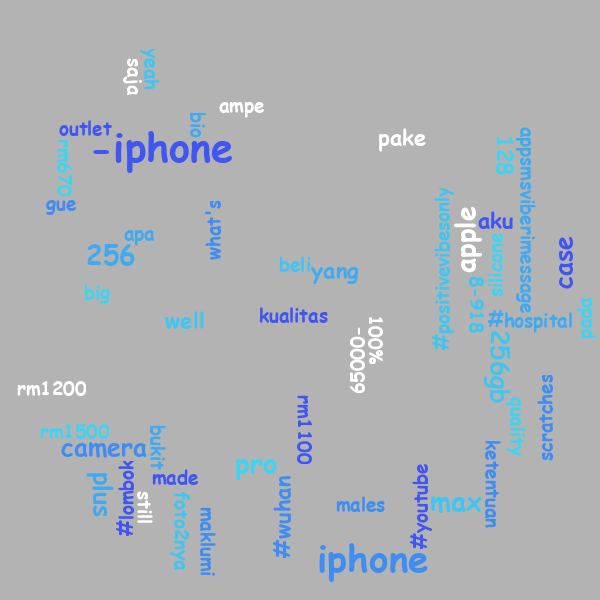 yeah
saja
ampe
bio
outlet
-iphone
pake
128
appsmsviberimessage
rm670
gue
what's
#positivevibesonly
apple
aku
apa
256
silicone
case
beli
yang
big
8-918
papa
well
kualitas
100%
-00059
#hospital
256gb
rm1200
rm1100
quality
scratches
rm1500
camera
bukit
pro
ketentuan
plus
#lombok
made
still
foto2nya
maklumi
#wuhan
males
#youtube
max
iphone